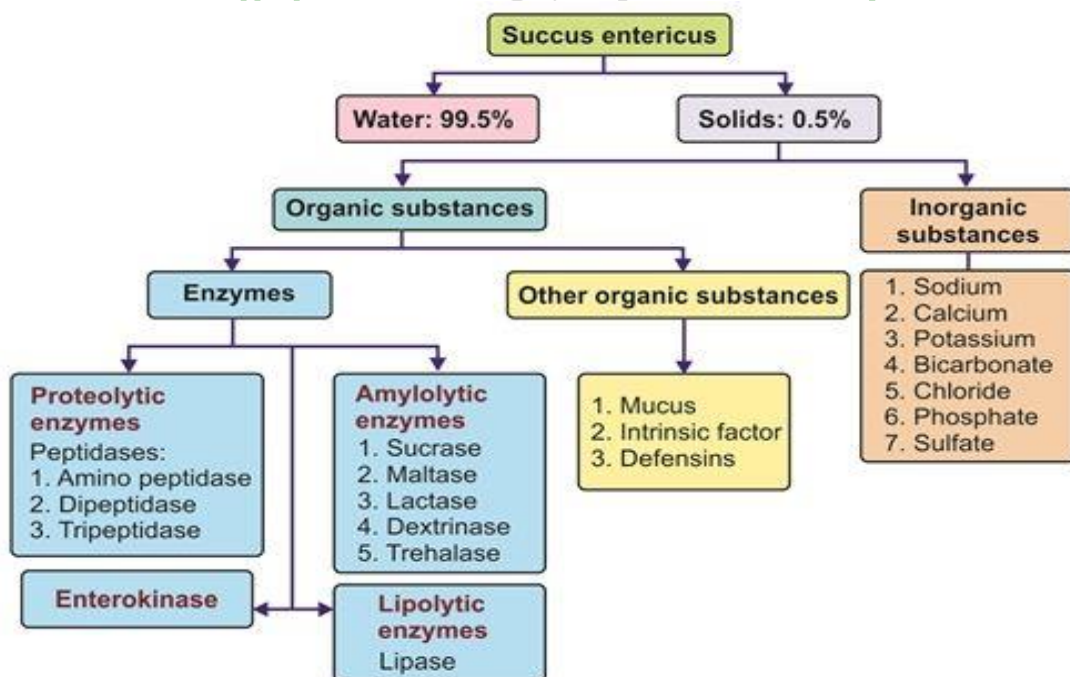 Succus entericus
Water: 99.5%
Solids: 0.5%
Organic substances
Inorganic
substances
Enzymes
Other organic substances
1. Sodium
2. Calcium
3. Potassium
4. Bicarbonate
5. Chloride
6. Phosphate
7. Sulfate
Proteolytic
enzymes
Peptidases:
1. Amino peptidase
2. Dipeptidase
3. Tripeptidase
Amylolytic
enzymes
1. Sucrase
2. Maltase
3. Lactase
4. Dextrinase
5. Trehalase
1. Mucus
2. Intrinsic factor
3. Defensins
Enterokinase
Lipolytic
enzymes
Lipase